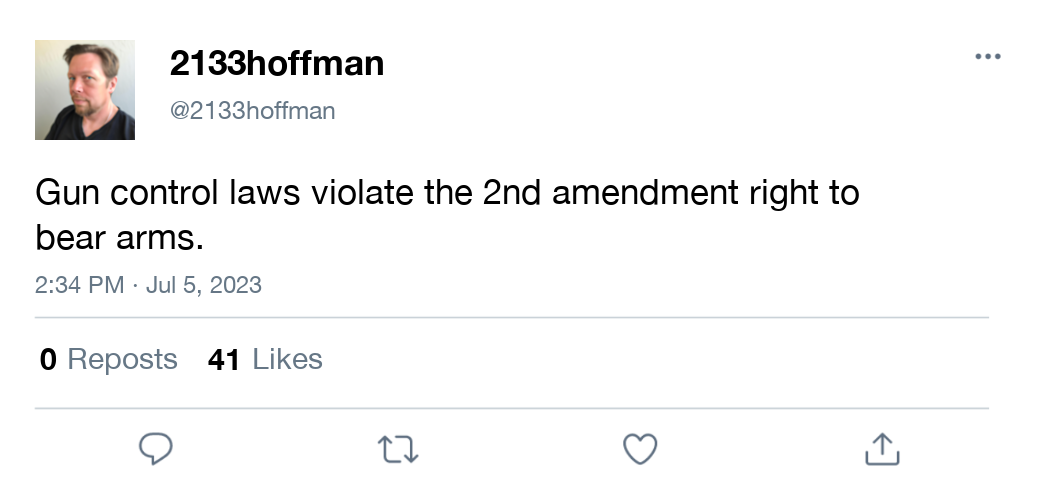 2133hoffman
@2133hoffman
Gun control laws violate the 2nd amendment right to
bear arms.
2:34 PM · Jul 5, 2023
0 Reposts 41 Likes